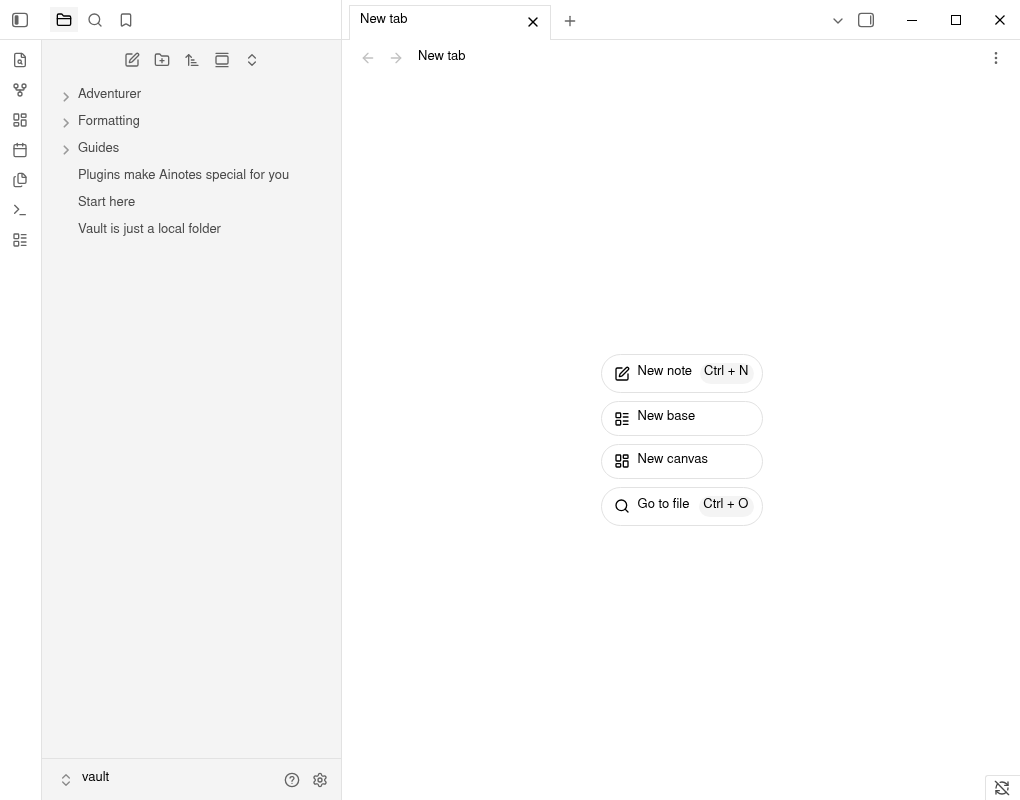 New tab
New tab
Adventurer
Formatting
Guides
Plugins make Ainotes special for you
Start here
Vault is just a local folder
New note Ctrl + N
New base
New canvas
Go to file Ctrl + O
vault